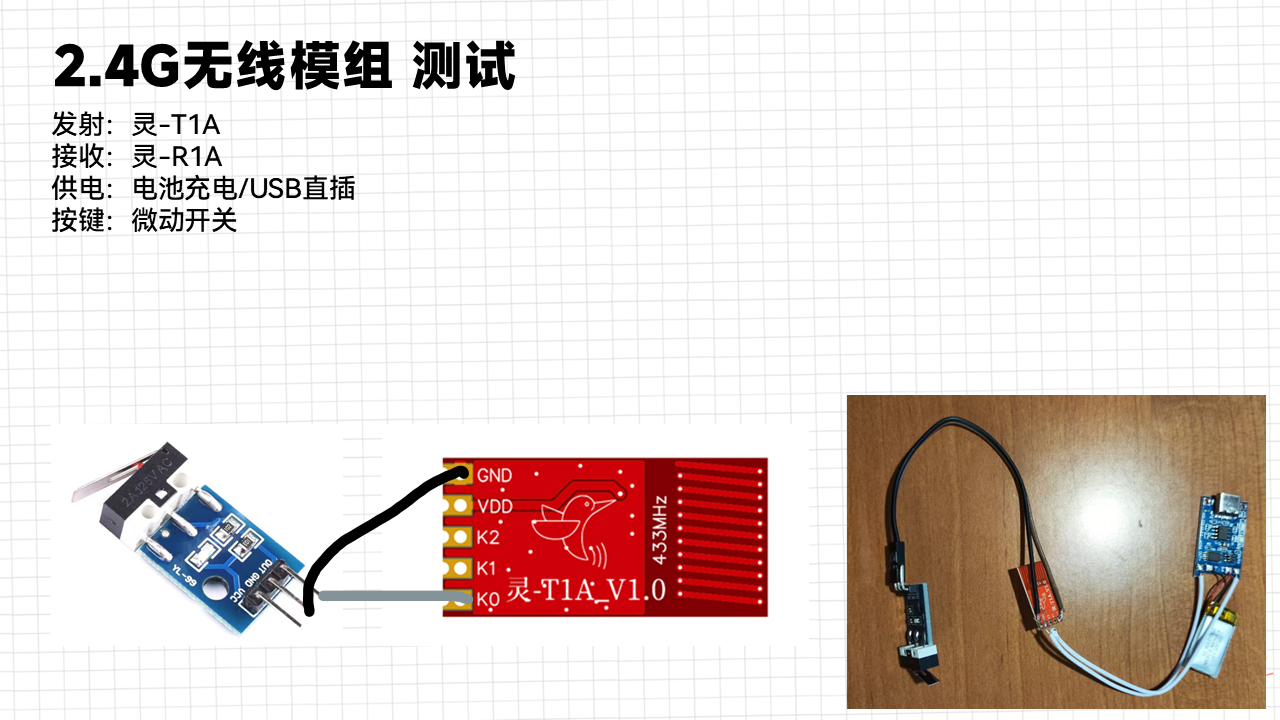 2.4G无线模组 测试
发射：灵-T1A
接收：灵-R1A
供电：电池充电/USB直插
按键：微动开关
2A 125V AC
YL-99
OUT
GND
VCC
GND
VDD
K2
K1
K0
灵-T1A_V1.0
433MHz